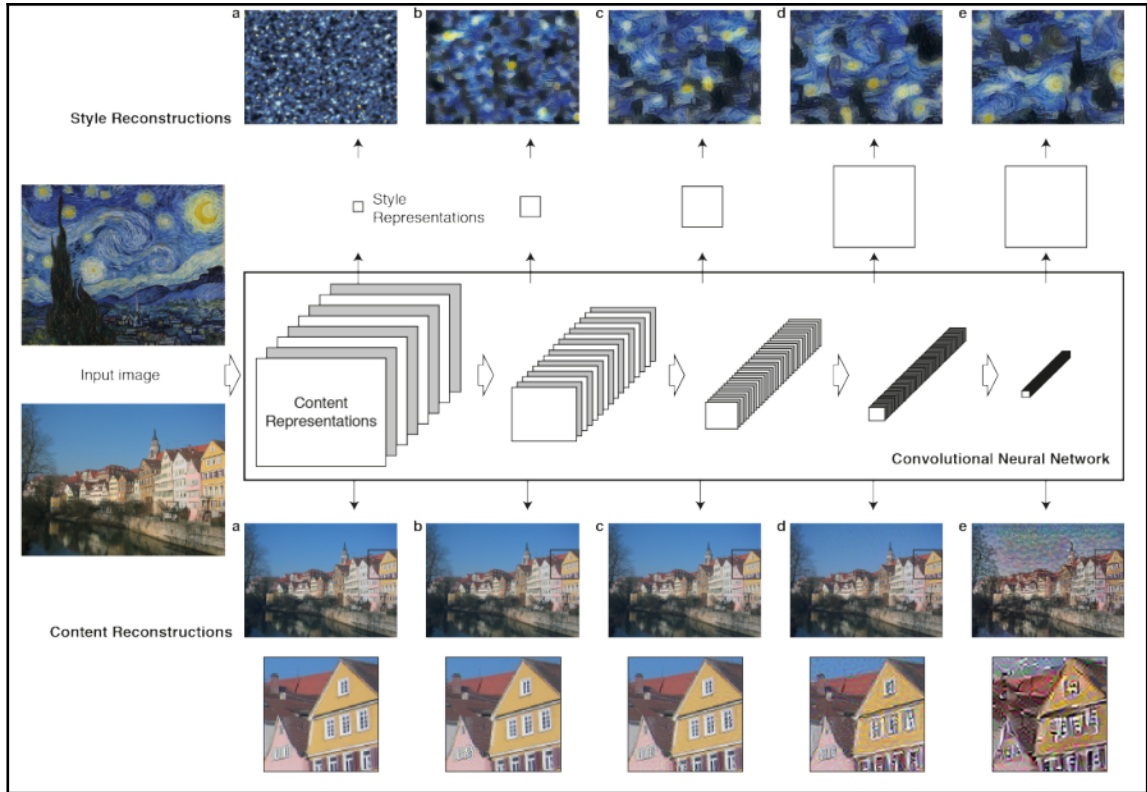 a
b
c
d
e
Style Reconstructions
Style
Representations
Input image
Content
Representations
Convolutional Neural Network
a
b
c
d
e
Content Reconstructions